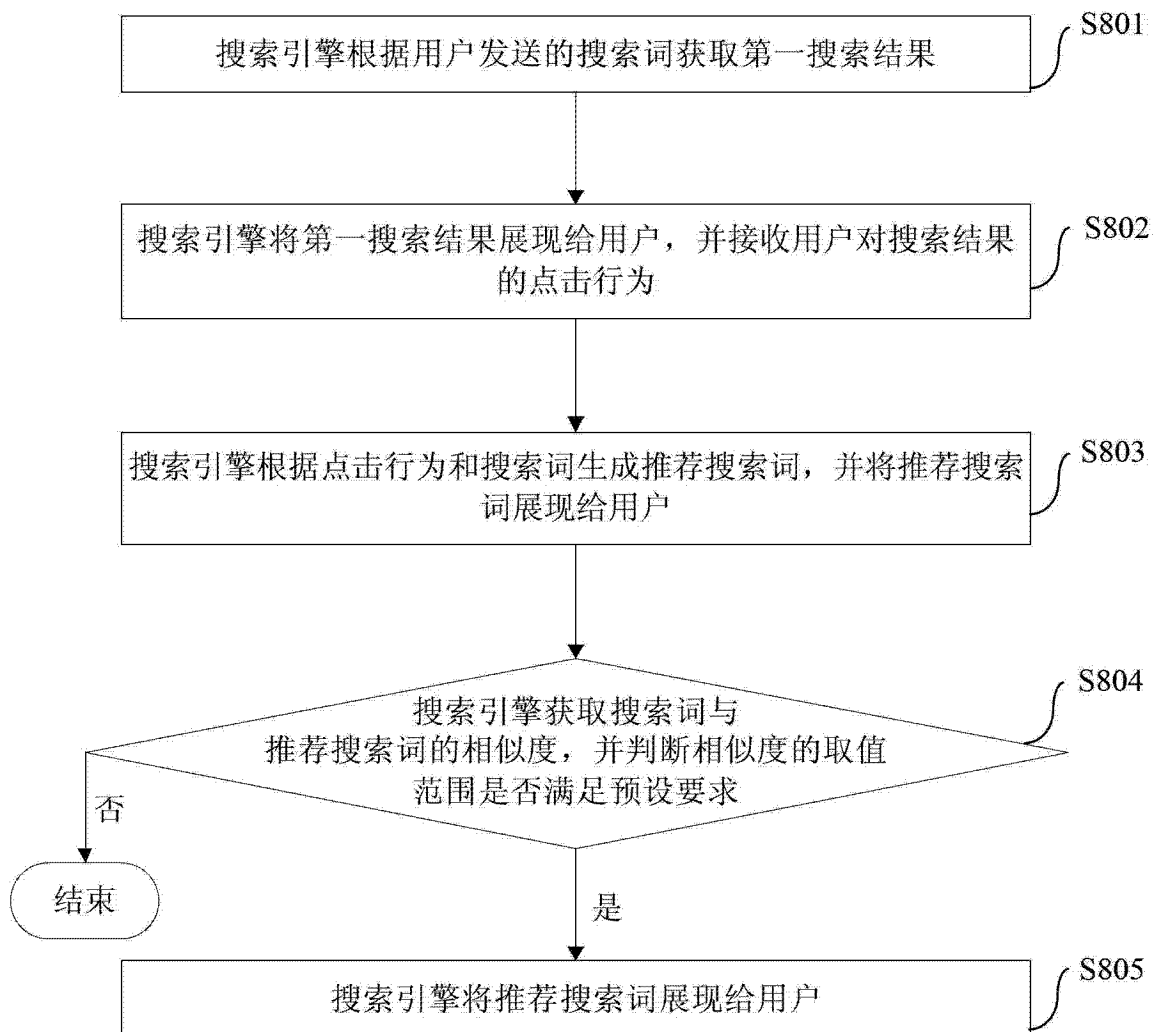 搜索引擎根据用户发送的搜索词获取第一搜索结果
S801
搜索引擎将第一搜索结果展现给用户，并接收用户对搜索结果
的点击行为
S802
搜索引擎根据点击行为和搜索词生成推荐搜索词，并将推荐搜索
词展现给用户
S803
搜索引擎获取搜索词与
推荐搜索词的相似度，并判断相似度的取值
范围是否满足预设要求
S804
否
结束
是
搜索引擎将推荐搜索词展现给用户
S805